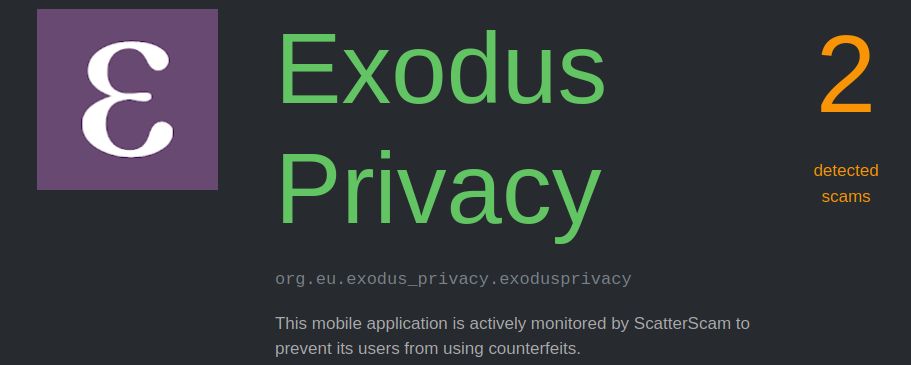 ε
Exodus
Privacy
2
detected
scams
org.eu.exodus_privacy.exodusprivacy
This mobile application is actively monitored by ScatterScam to
prevent its users from using counterfeits.